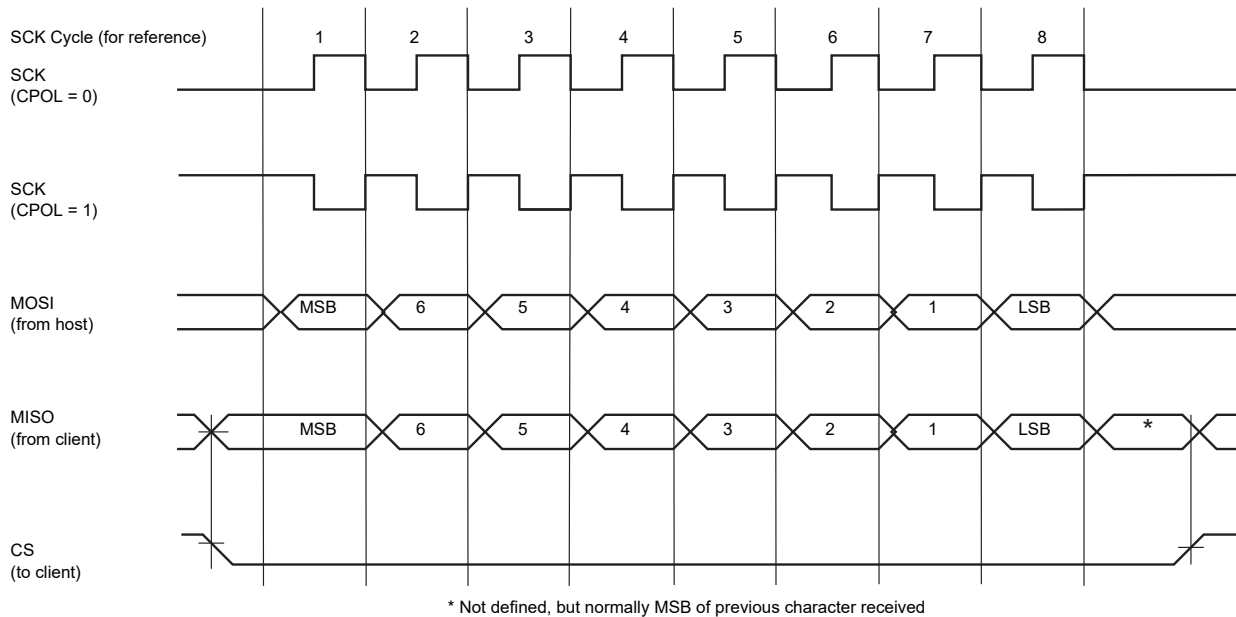 SCK Cycle (for reference) 1 2 3 4 5 6 7 8
SCK
(CPOL = 0)
SCK
(CPOL = 1)
MOSI
(from host)
MSB 6 5 4 3 2 1 LSB
MISO
(from client)
MSB 6 5 4 3 2 1 LSB *
CS
(to client)
* Not defined, but normally MSB of previous character received